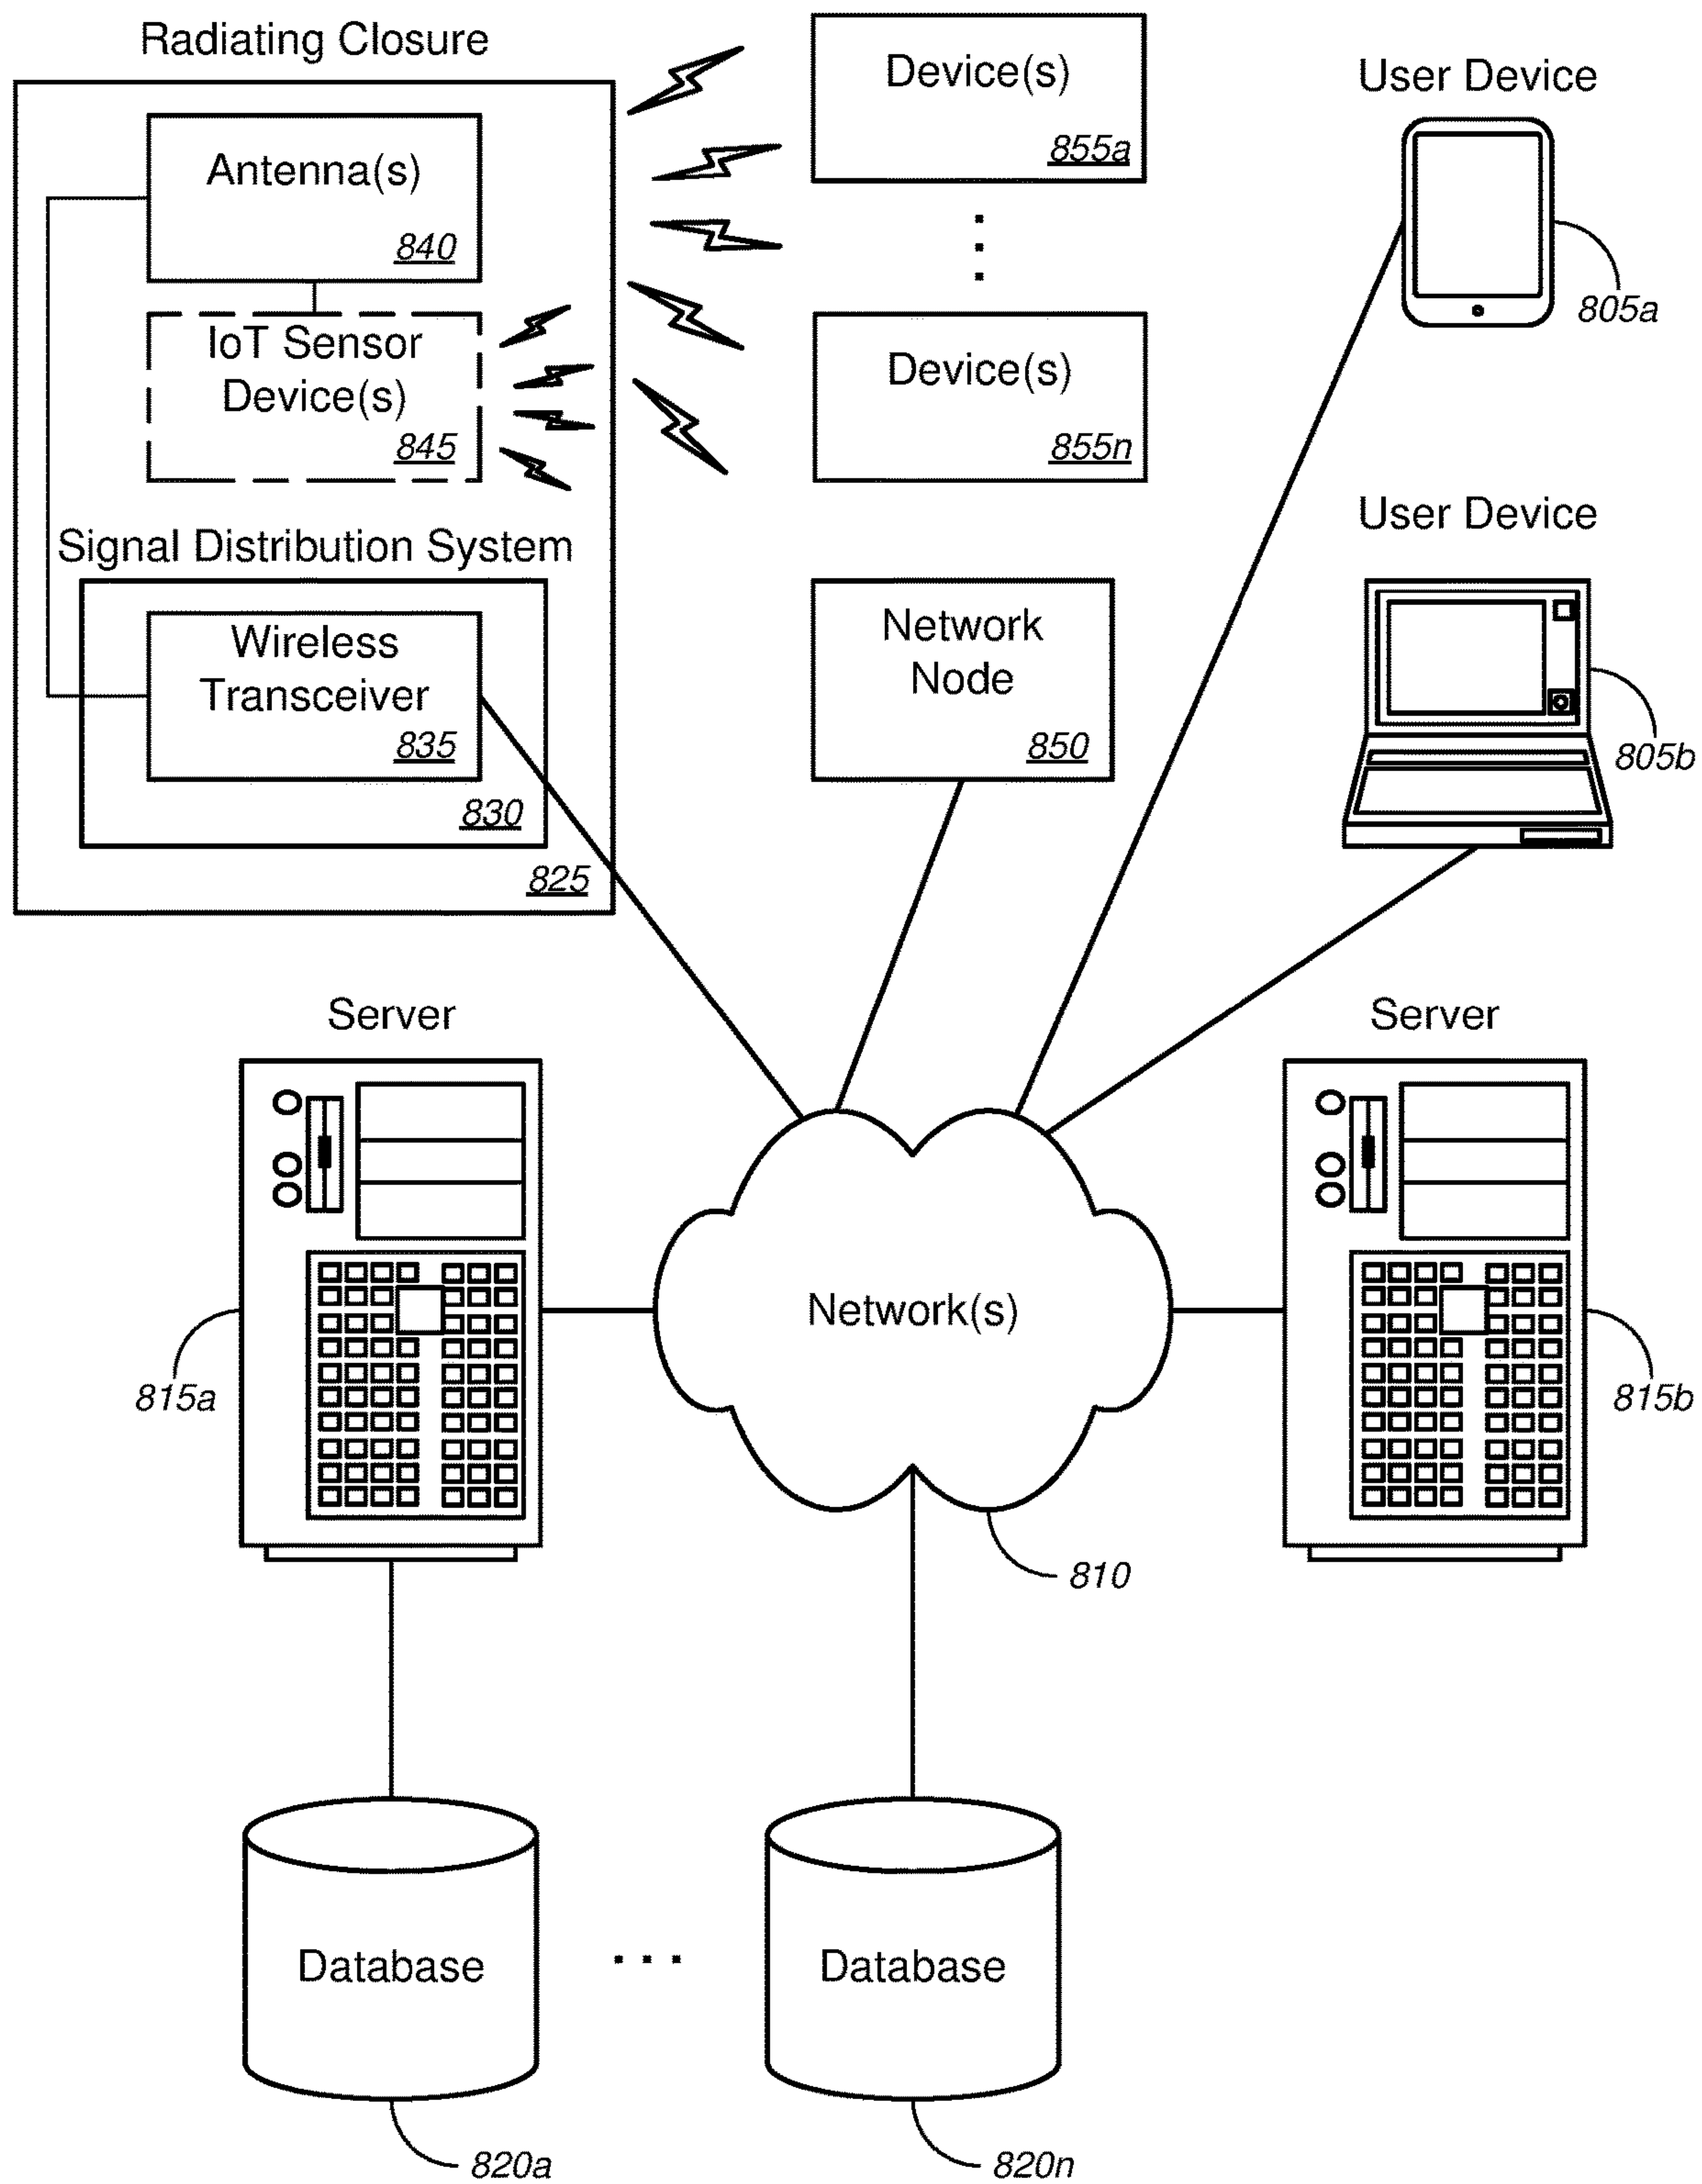 Radiating Closure
Antenna(s)
840
IoT Sensor
Device(s)
845
Signal Distribution System
Wireless
Transceiver
835
830
825
Device(s)
855a
Device(s)
855n
Network
Node
850
User Device
805a
User Device
805b
Server
815a
Network(s)
810
Server
815b
Database
820a
Database
820n